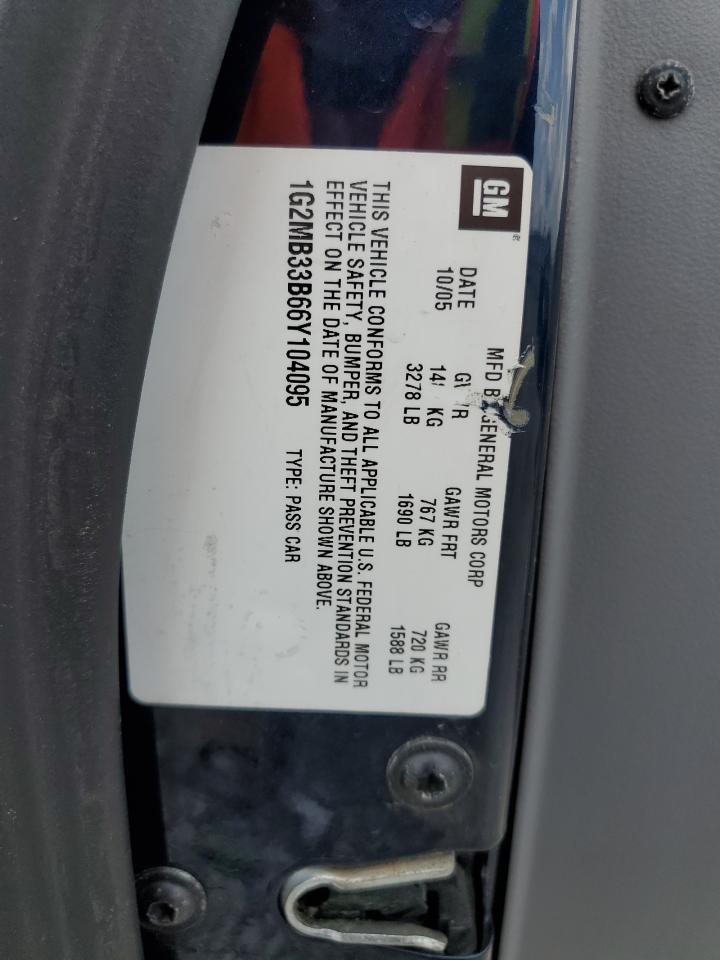 GM
MFD BY GENERAL MOTORS CORP
DATE GVWR GAWR FRT GAWR RR
10/05 KG 767 KG 720 KG
3278 LB 1690 LB 1588 LB
THIS VEHICLE CONFORMS TO ALL APPLICABLE U.S. FEDERAL MOTOR
VEHICLE SAFETY, BUMPER, AND THEFT PREVENTION STANDARDS IN
EFFECT ON THE DATE OF MANUFACTURE SHOWN ABOVE.
1G2MB33B66Y104095 TYPE: PASS CAR